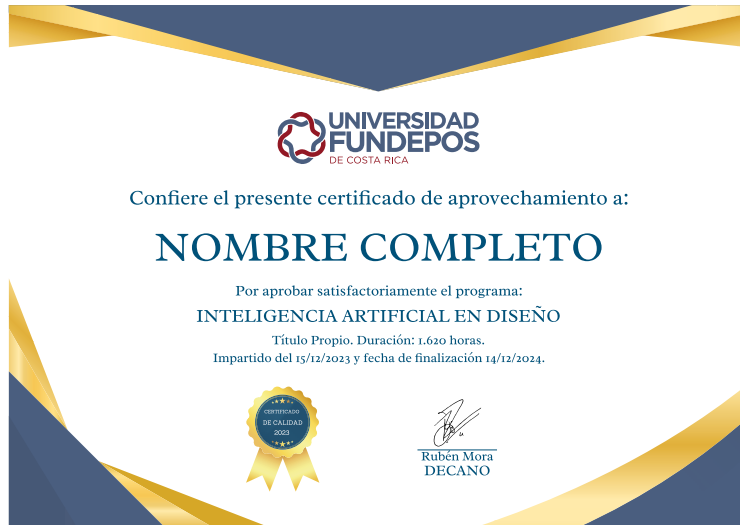 UNIVERSIDAD
FUNDEPOS
DE COSTA RICA
Confiere el presente certificado de aprovechamiento a:
NOMBRE COMPLETO
Por aprobar satisfactoriamente el programa:
INTELIGENCIA ARTIFICIAL EN DISEÑO
Título Propio. Duración: 1.620 horas.
Impartido del 15/12/2023 y fecha de finalización 14/12/2024.
CERTIFICADO
DE CALIDAD
2023
Rubén Mora
DECANO